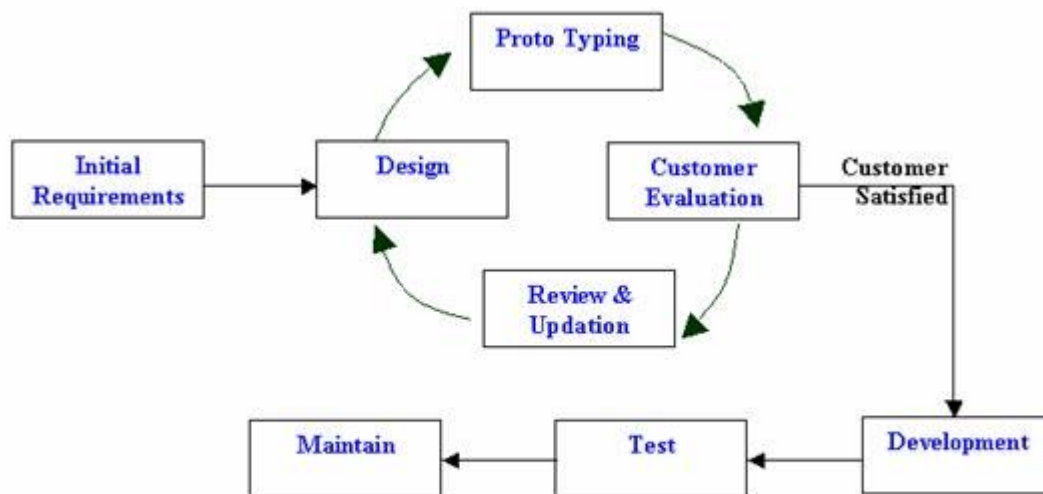 Proto Typing
Initial
Requirements
Design
Customer
Evaluation
Customer
Satisfied
Review &
Updation
Maintain
Test
Development